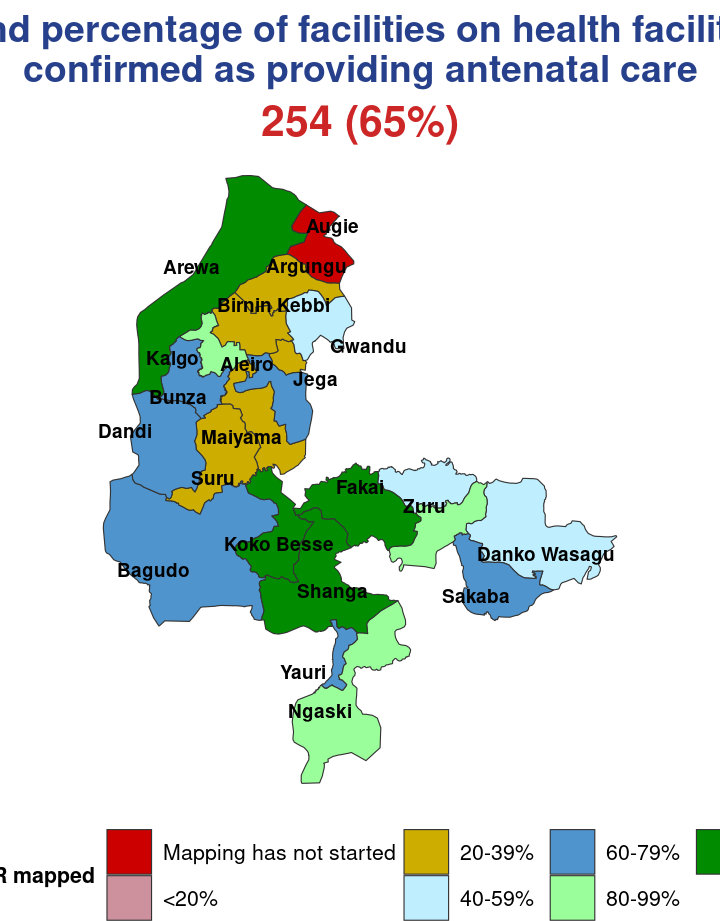 percentage of facilities on health
confirmed as providing antenatal care
254 (65%)
Augie
Arewa
Argungu
Birnin Kebbi
Gwandu
Kalgo
Aleiro
Jega
Bunza
Dandi
Maiyama
Suru
Fakai
Zuru
Koko Besse
Danko Wasagu
Bagudo
Shanga
Sakaba
Yauri
Ngaski
Mapping has not started
20-39%
60-79%
mapped
<20%
40-59%
80-99%